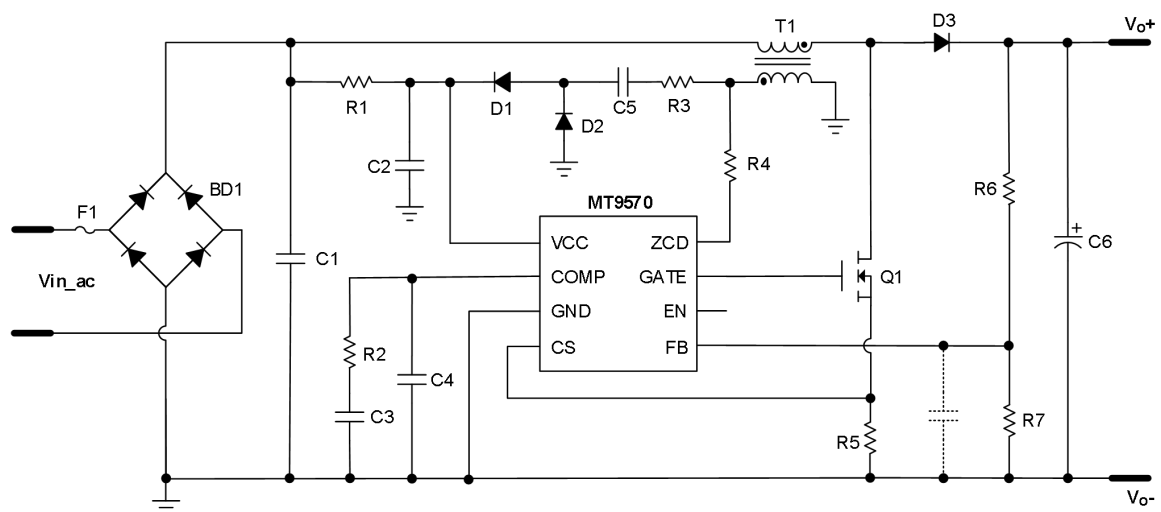 T1
D3
Vo+
R1
D1
C5
R3
D2
C2
R4
BD1
F1
MT9570
R6
VCC
ZCD
C1
C6
+
Vin_ac
COMP
GATE
Q1
GND
EN
R2
CS
FB
C4
C3
R5
R7
Vo-